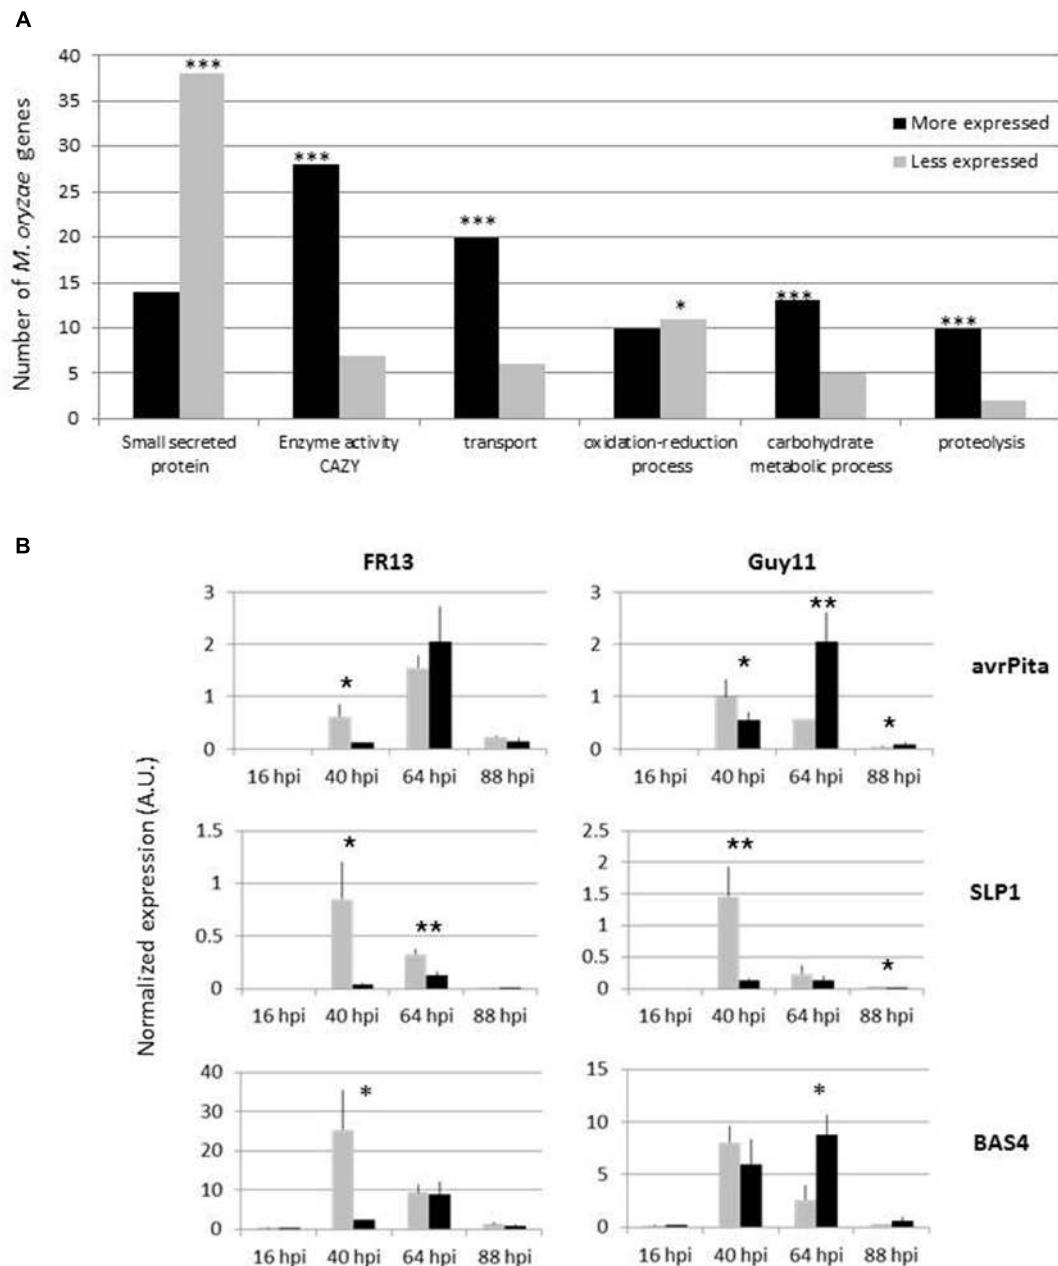 A
Number of M. oryzae genes
40
35
30
25
20
15
10
5
0
***
***
***
*
***
***
More expressed
Less expressed
Small secreted
protein
Enzyme activity
CAZY
transport
oxidation-reduction
process
carbohydrate
metabolic process
proteolysis
B
FR13
Guy11
Normalized expression (A.U.)
3
2
1
0
*
16 hpi 40 hpi 64 hpi 88 hpi
3
2
1
0
*
**
*
16 hpi 40 hpi 64 hpi 88 hpi
avrPita
1.5
1
0.5
0
*
**
16 hpi 40 hpi 64 hpi 88 hpi
2.5
2
1.5
1
0.5
0
**
*
16 hpi 40 hpi 64 hpi 88 hpi
SLP1
40
30
20
10
0
*
16 hpi 40 hpi 64 hpi 88 hpi
15
10
5
0
*
16 hpi 40 hpi 64 hpi 88 hpi
BAS4